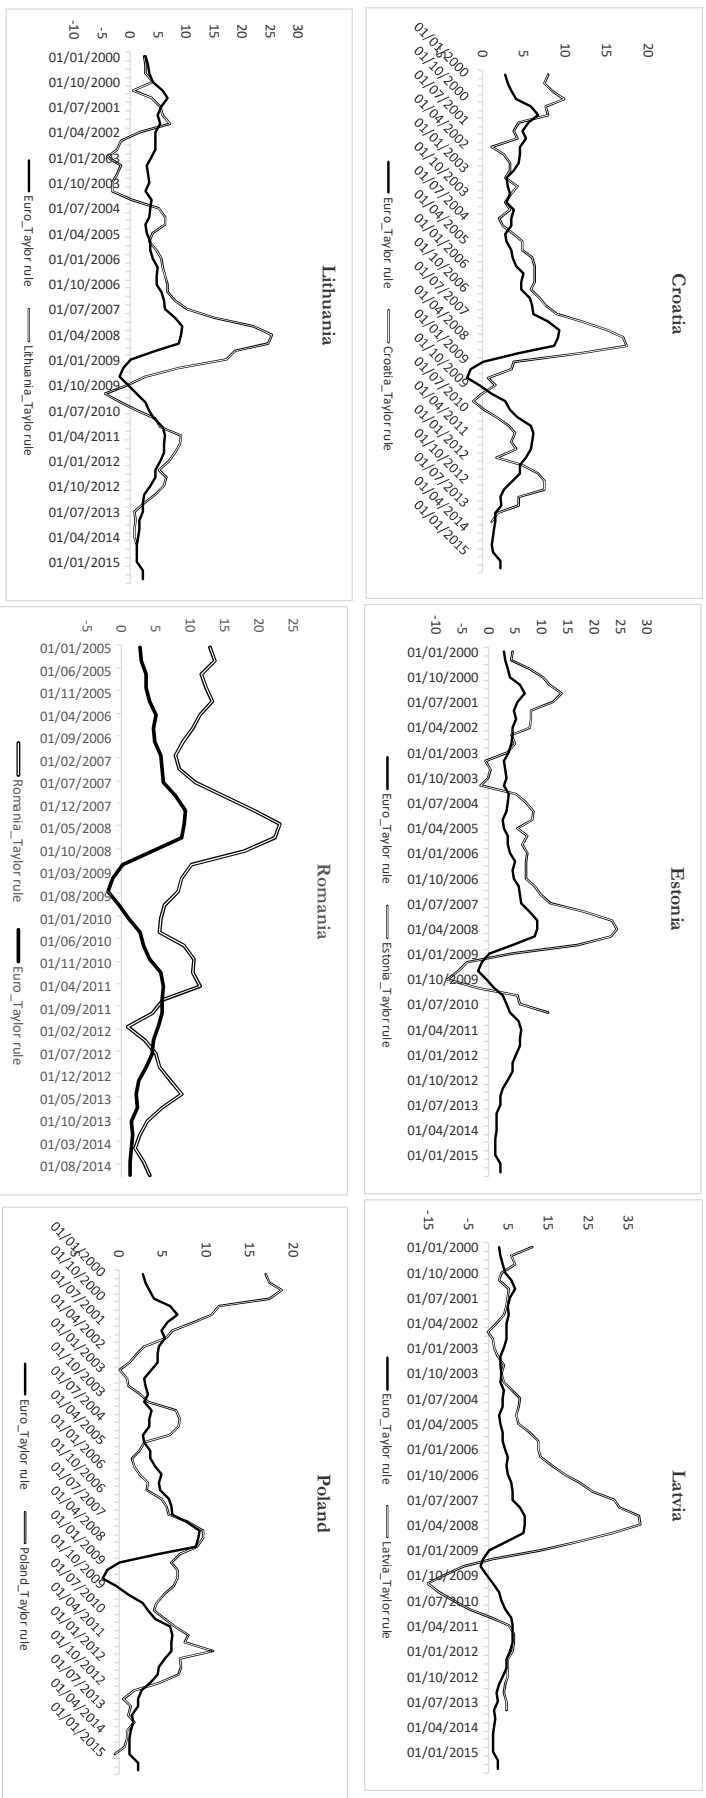 Croatia
20
15
10
5
0
-5
01/01/2000 01/10/2000 01/07/2001 01/04/2002 01/01/2003 01/10/2003 01/07/2004 01/04/2005 01/01/2006 01/10/2006 01/07/2007 01/04/2008 01/01/2009 01/10/2009 01/07/2010 01/04/2011 01/01/2012 01/10/2012 01/07/2013 01/04/2014 01/01/2015
Euro_Taylor rule Croatia_Taylor rule
Estonia
30
25
20
15
10
5
0
-5
-10
01/01/2000 01/10/2000 01/07/2001 01/04/2002 01/01/2003 01/10/2003 01/07/2004 01/04/2005 01/01/2006 01/10/2006 01/07/2007 01/04/2008 01/01/2009 01/10/2009 01/07/2010 01/04/2011 01/01/2012 01/10/2012 01/07/2013 01/04/2014 01/01/2015
Euro_Taylor rule Estonia_Taylor rule
Latvia
35
25
15
5
-5
-15
01/01/2000 01/10/2000 01/07/2001 01/04/2002 01/01/2003 01/10/2003 01/07/2004 01/04/2005 01/01/2006 01/10/2006 01/07/2007 01/04/2008 01/01/2009 01/10/2009 01/07/2010 01/04/2011 01/01/2012 01/10/2012 01/07/2013 01/04/2014 01/01/2015
Euro_Taylor rule Latvia_Taylor rule
Lithuania
30
25
20
15
10
5
0
-5
-10
01/01/2000 01/10/2000 01/07/2001 01/04/2002 01/01/2003 01/10/2003 01/07/2004 01/04/2005 01/01/2006 01/10/2006 01/07/2007 01/04/2008 01/01/2009 01/10/2009 01/07/2010 01/04/2011 01/01/2012 01/10/2012 01/07/2013 01/04/2014 01/01/2015
Euro_Taylor rule Lithuania_Taylo rule
Romania
25
20
15
10
5
0
-5
01/01/2005 01/06/2005 01/11/2005 01/04/2006 01/09/2006 01/02/2007 01/07/2007 01/12/2007 01/05/2008 01/10/2008 01/03/2009 01/08/2009 01/01/2010 01/06/2010 01/11/2010 01/04/2011 01/09/2011 01/02/2012 01/07/2012 01/12/2012 01/05/2013 01/10/2013 01/03/2014 01/08/2014
Romania_Taylor rule Euro_Taylor rule
Poland
20
15
10
5
0
-5
01/01/2000 01/10/2000 01/07/2001 01/04/2002 01/01/2003 01/10/2003 01/07/2004 01/04/2005 01/01/2006 01/10/2006 01/07/2007 01/04/2008 01/01/2009 01/10/2009 01/07/2010 01/04/2011 01/01/2012 01/10/2012 01/07/2013 01/04/2014 01/01/2015
Euro_Taylor rule Poland_Taylor rule